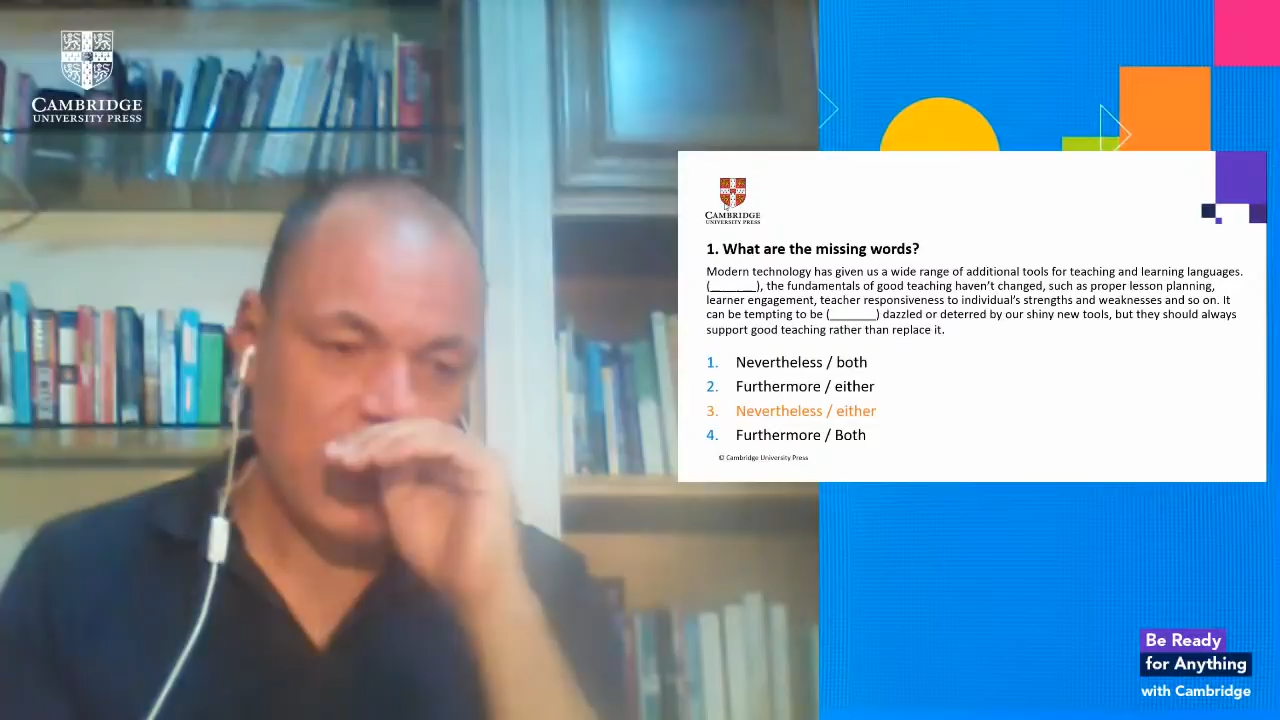 CAMBRIDGE
UNIVERSITY PRESS
CAMBRIDGE
UNIVERSITY PRESS
1. What are the missing words?
Modern technology has given us a wide range of additional tools for teaching and learning languages.
(_______), the fundamentals of good teaching haven't changed, such as proper lesson planning,
learner engagement, teacher responsiveness to individual's strengths and weaknesses and so on. It
can be tempting to be (_______) dazzled or deterred by our shiny new tools, but they should always
support good teaching rather than replace it.
1. Nevertheless / both
2. Furthermore / either
3. Nevertheless / either
4. Furthermore / Both
© Cambridge University Press
Be Ready
for Anything
with Cambridge